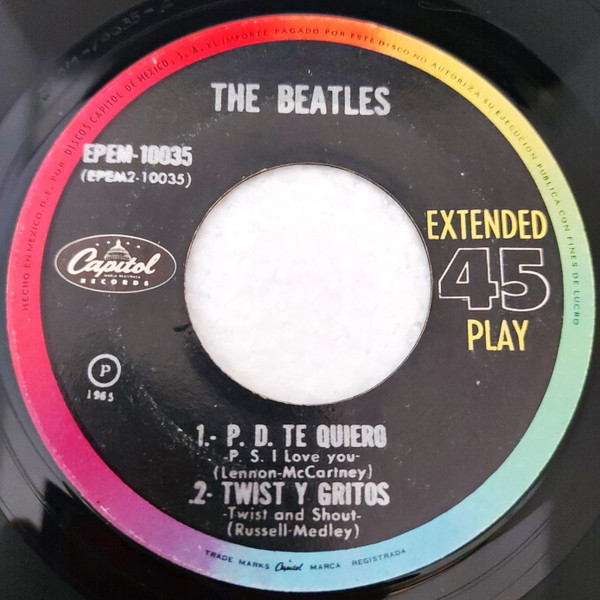 HECHO EN MEXICO D.F. POR DISCOS CAPITOL DE MEXICO, S. A. EL IMPORTE PAGADO POR ESTE DISCO NO AUTORIZA SU EJECUCION PUBLICA CON FINES DE LUCRO
THE BEATLES
EPEM-10035
(EPEM2-10035)
EXTENDED
45
PLAY
Capitol
RECORDS
P
1965
1.- P. D. TE QUIERO
-P. S. I Love you-
(Lennon-McCartney)
.2- TWIST Y GRITOS
-Twist and Shout-
(Russell-Medley)
TRADE MARKS Capitol MARCA REGISTRADA